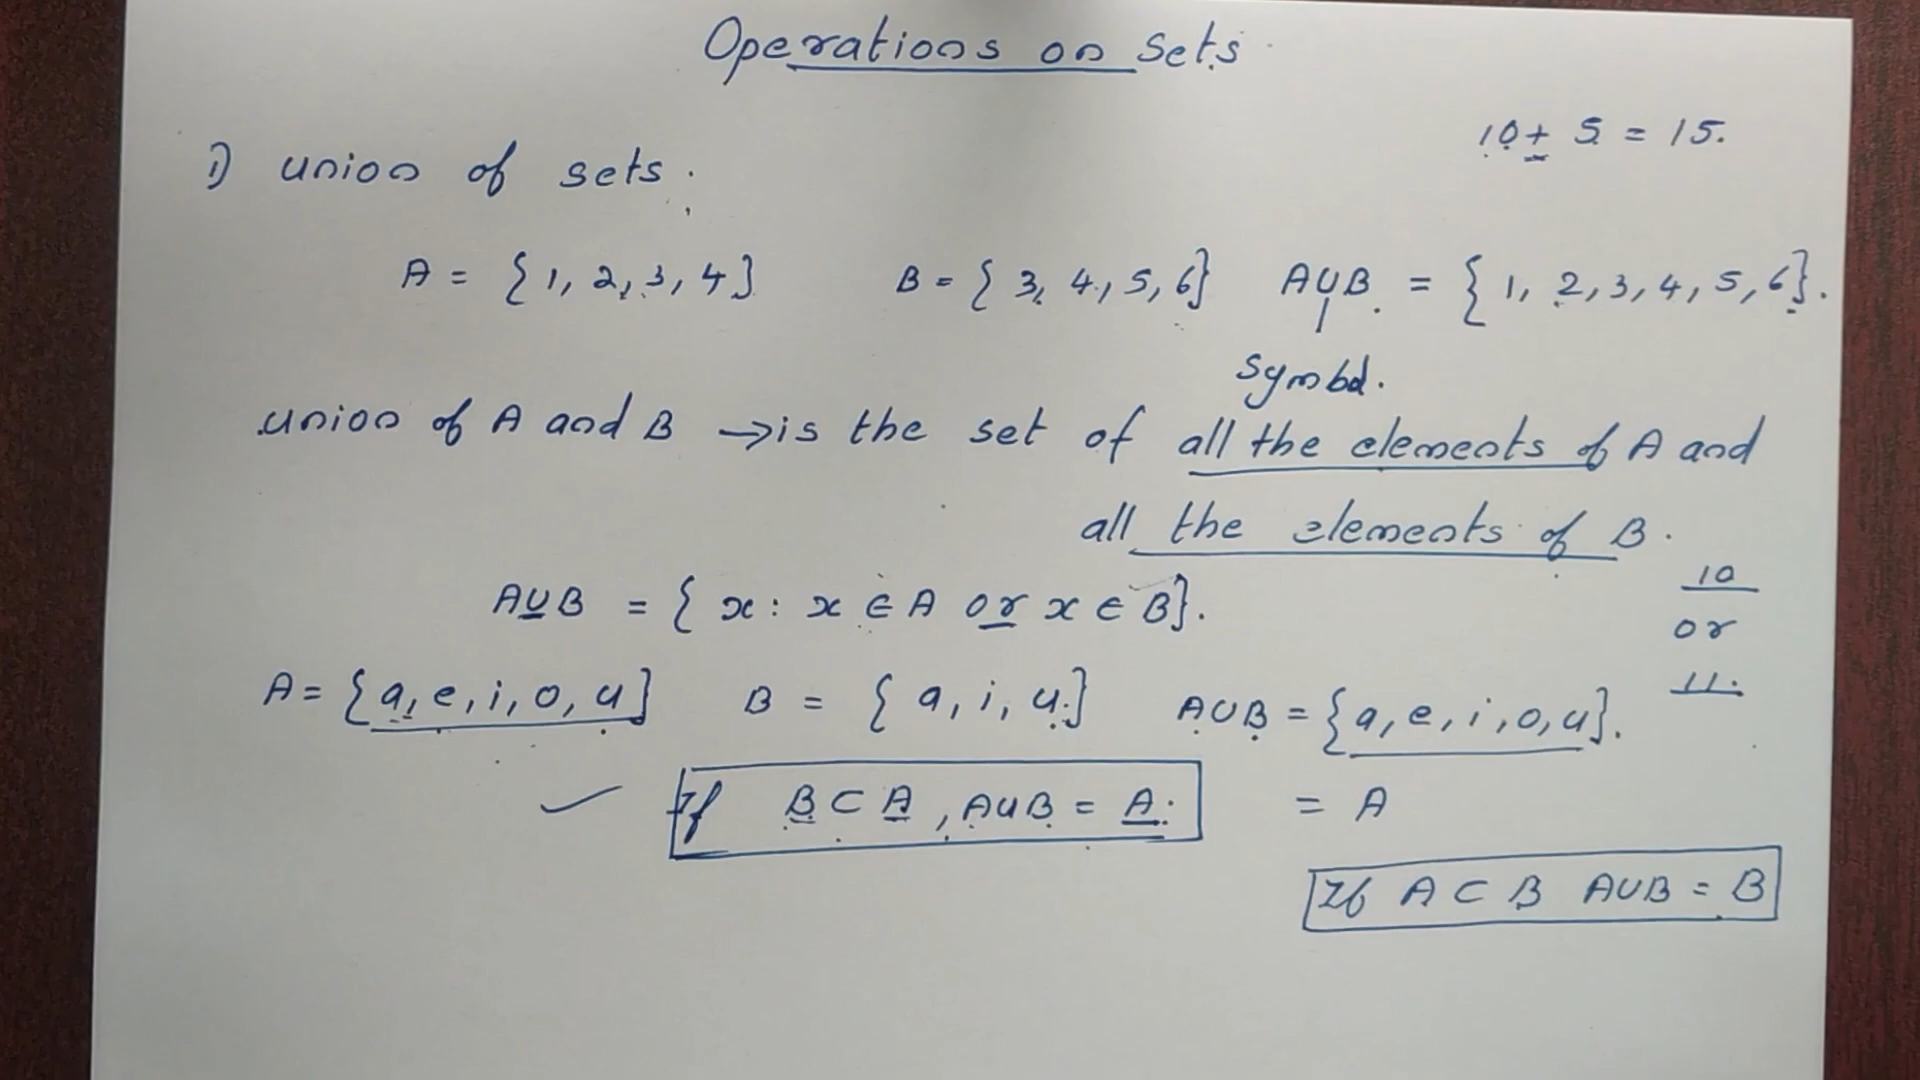 Operations on Sets
10 + 5 = 15.
1) union of sets.
A = {1, 2, 3, 4} B = {3, 4, 5, 6} A∪B = {1, 2, 3, 4, 5, 6}.
Symbol.
union of A and B → is the set of all the elements of A and
all the elements of B.
10
or
11.
A∪B = {x : x ∈ A or x ∈ B}.
A = {a, e, i, o, u} B = {a, i, u} A∪B = {a, e, i, o, u}.
✓ If B ⊂ A, A∪B = A. = A
If A ⊂ B A∪B = B